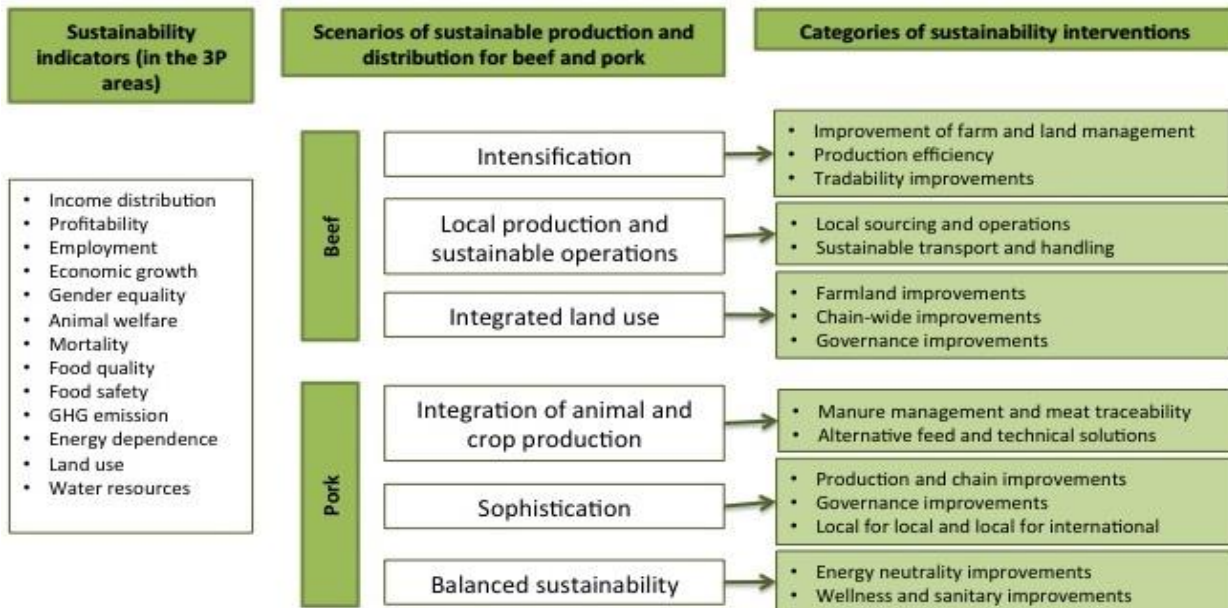 Sustainability
indicators (in the 3P
areas)
Scenarios of sustainable production and
distribution for beef and pork
Categories of sustainability interventions
• Income distribution
• Profitability
• Employment
• Economic growth
• Gender equality
• Animal welfare
• Mortality
• Food quality
• Food safety
• GHG emission
• Energy dependence
• Land use
• Water resources
Beef
Intensification
• Improvement of farm and land management
• Production efficiency
• Tradability improvements
Local production and
sustainable operations
• Local sourcing and operations
• Sustainable transport and handling
Integrated land use
• Farmland improvements
• Chain-wide improvements
• Governance improvements
Pork
Integration of animal and
crop production
• Manure management and meat traceability
• Alternative feed and technical solutions
Sophistication
• Production and chain improvements
• Governance improvements
• Local for local and local for international
Balanced sustainability
• Energy neutrality improvements
• Wellness and sanitary improvements